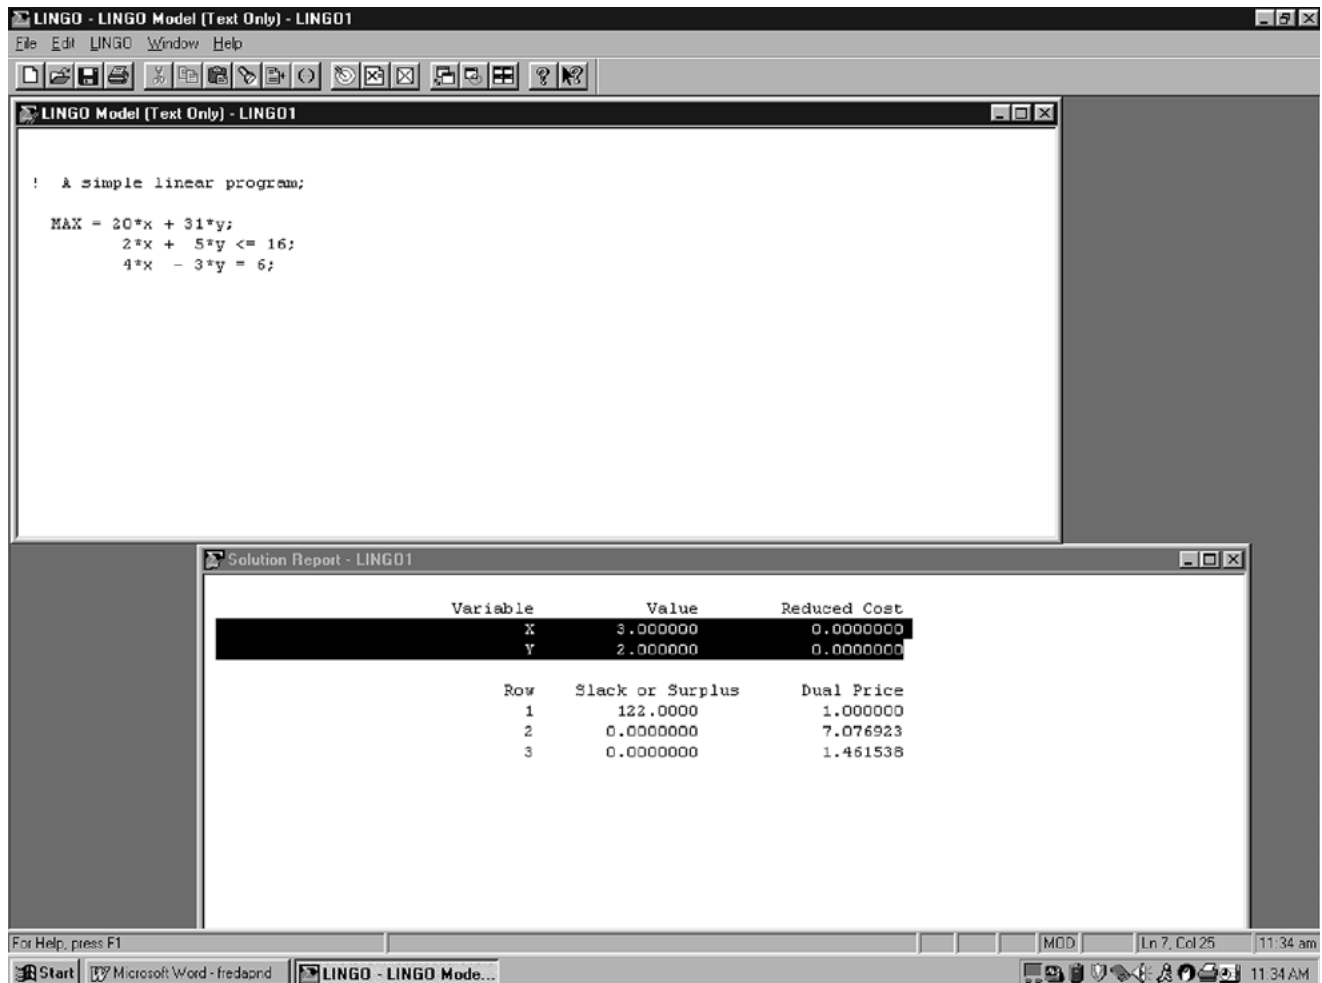 LINGO - LINGO Model (Text Only) - LINGO1
File Edit LINGO Window Help
LINGO Model (Text Only) - LINGO1
! A simple linear program;
MAX = 20*x + 31*y;
2*x + 5*y <= 16;
4*x - 3*y = 6;
Solution Report - LINGO1
Variable Value Reduced Cost
X 3.000000 0.0000000
Y 2.000000 0.0000000
Row Slack or Surplus Dual Price
1 122.0000 1.000000
2 0.0000000 7.076923
3 0.0000000 1.461538
For Help, press F1 MOD Ln 7, Col 25 11:34 am
Start Microsoft Word - fredapnd LINGO - LINGO Mode... 11:34 AM